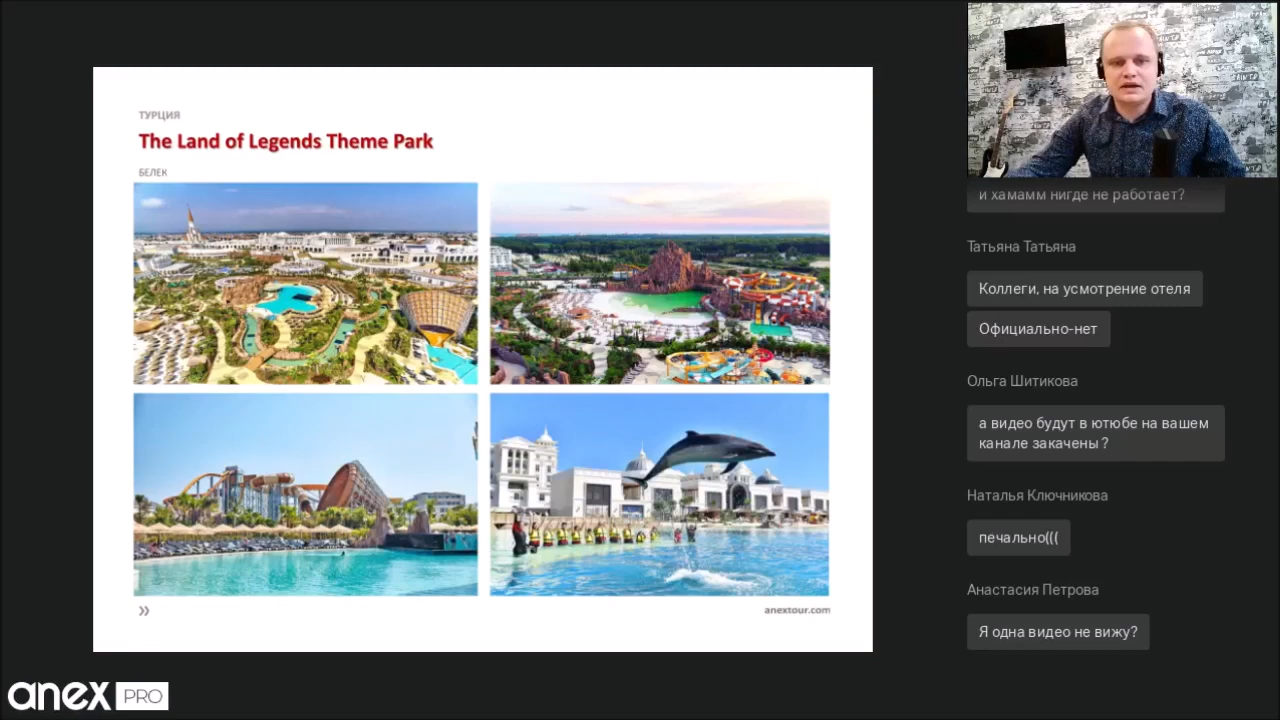 ТУРЦИЯ
The Land of Legends Theme Park
БЕЛЕК
anextour.com
anex PRO
и хамамм нигде не работает?
Татьяна Татьяна
Коллеги, на усмотрение отеля
Официально-нет
Ольга Шитикова
а видео будут в ютюбе на вашем
канале закачены ?
Наталья Ключникова
печально(((
Анастасия Петрова
Я одна видео не вижу?